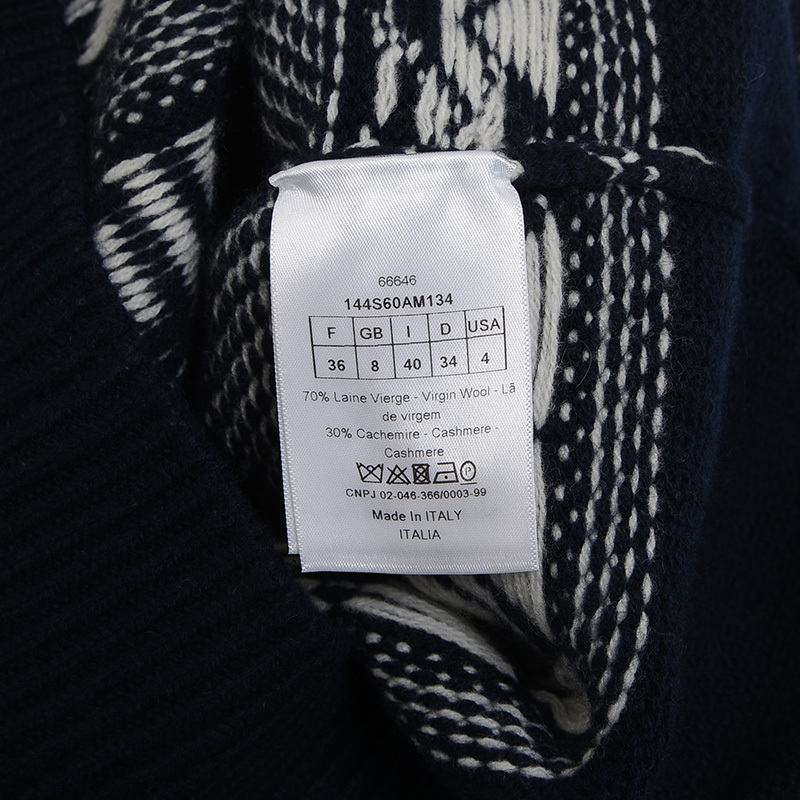 66646
144S60AM134
F GB I D USA
36 8 40 34 4
70% Laine Vierge - Virgin Wool - Lã
de virgem
30% Cachemire - Cashmere -
Cashmere
P
CNPJ 02-046-366/0003-99
Made In ITALY
ITALIA